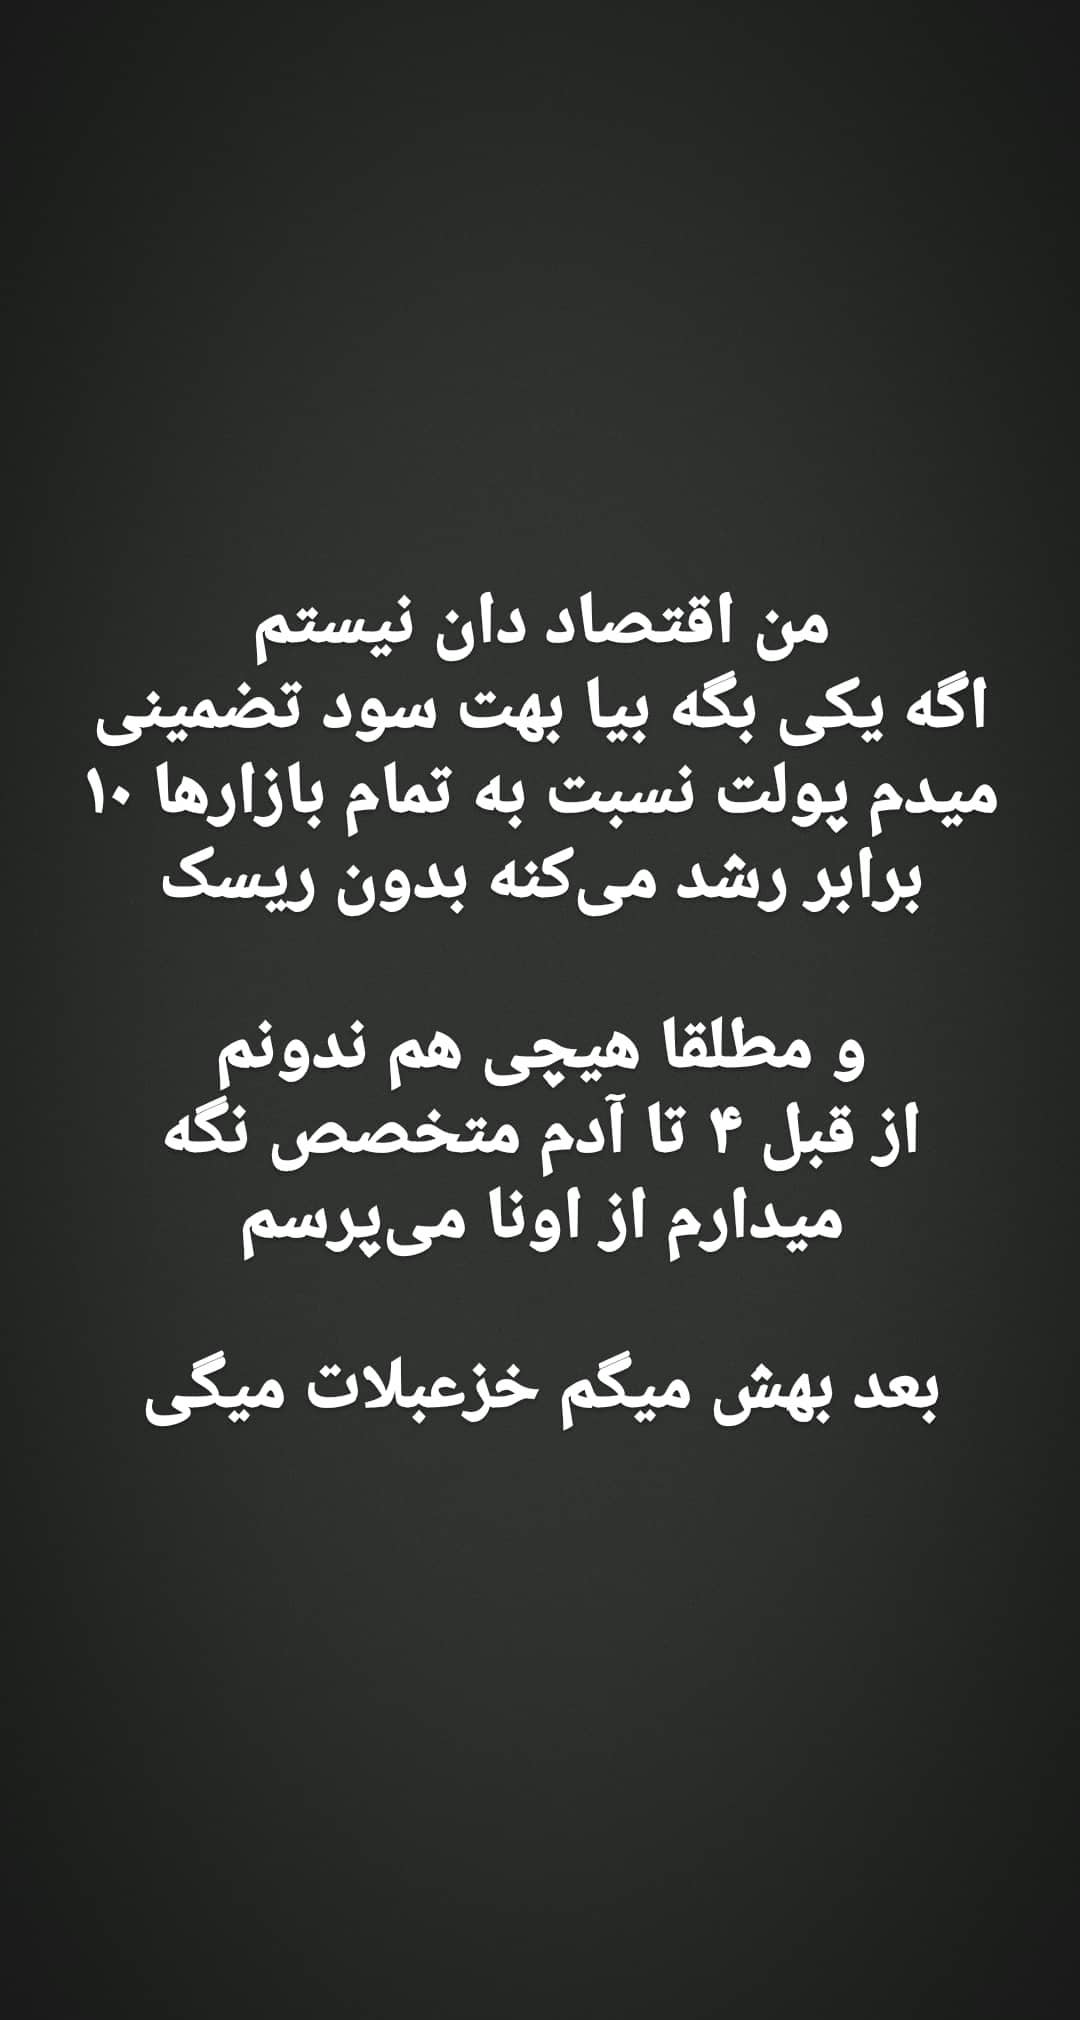 من اقتصاد دان نیستم
اگه یکی بگه بیا بهت سود تضمینی
میدم پولت نسبت به تمام بازارها ۱۰
برابر رشد می‌کنه بدون ریسک
و مطلقا هیچی هم ندونم
از قبل ۴ تا آدم متخصص نگه
میدارم از اونا می‌پرسم
بعد بهش میگم خزعبلات میگی